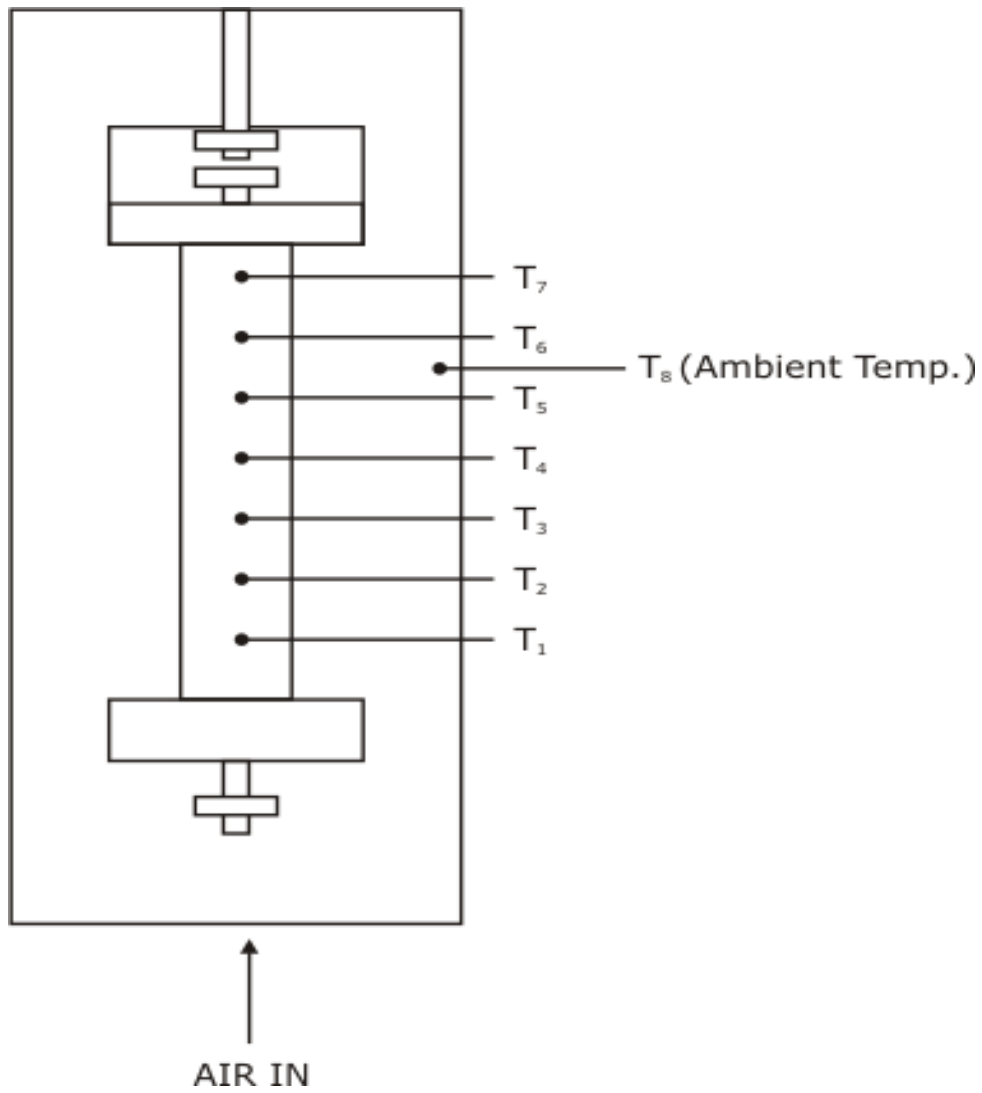 T₇
T₆
T₈ (Ambient Temp.)
T₅
T₄
T₃
T₂
T₁
AIR IN